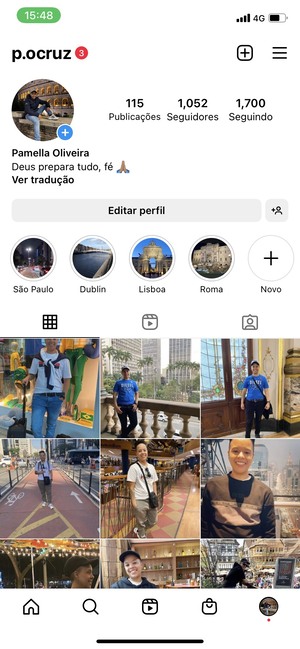 15:48
4G
p.ocruz 3
115 1,052 1,700
Publicações Seguidores Seguindo
Pamella Oliveira
Deus prepara tudo, fé 🙏🏽
Ver tradução
Editar perfil
São Paulo Dublin Lisboa Roma Novo